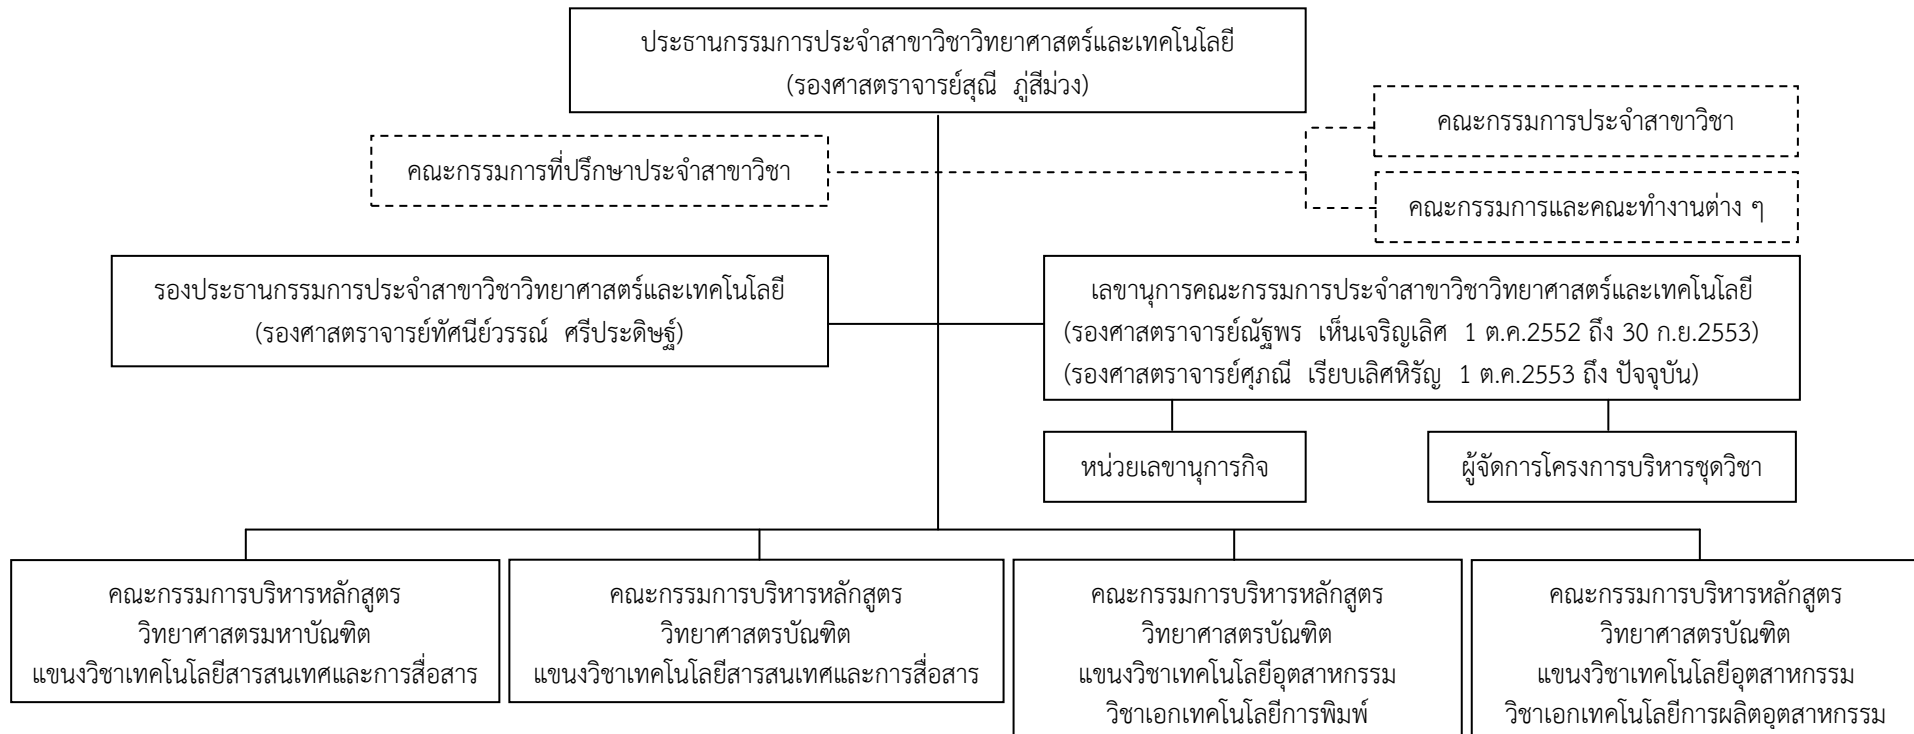 ประธานกรรมการประจำสาขาวิชาวิทยาศาสตร์และเทคโนโลยี
(รองศาสตราจารย์สุณี  ภู่สีม่วง)
คณะกรรมการประจำสาขาวิชา
คณะกรรมการที่ปรึกษาประจำสาขาวิชา
คณะกรรมการและคณะทำงานต่าง ๆ
รองประธานกรรมการประจำสาขาวิชาวิทยาศาสตร์และเทคโนโลยี
(รองศาสตราจารย์ทัศนีย์วรรณ์  ศรีประดิษฐ์)
เลขานุการคณะกรรมการประจำสาขาวิชาวิทยาศาสตร์และเทคโนโลยี
(รองศาสตราจารย์ณัฐพร  เห็นเจริญเลิศ  1 ต.ค.2552 ถึง 30 ก.ย.2553)
(รองศาสตราจารย์ศุภณี  เรียบเลิศหิรัญ  1 ต.ค.2553 ถึง ปัจจุบัน)
หน่วยเลขานุการกิจ
ผู้จัดการโครงการบริหารชุดวิชา
คณะกรรมการบริหารหลักสูตร
วิทยาศาสตรมหาบัณฑิต
แขนงวิชาเทคโนโลยีสารสนเทศและการสื่อสาร
คณะกรรมการบริหารหลักสูตร
วิทยาศาสตรบัณฑิต
แขนงวิชาเทคโนโลยีสารสนเทศและการสื่อสาร
คณะกรรมการบริหารหลักสูตร
วิทยาศาสตรบัณฑิต
แขนงวิชาเทคโนโลยีอุตสาหกรรม
วิชาเอกเทคโนโลยีการพิมพ์
คณะกรรมการบริหารหลักสูตร
วิทยาศาสตรบัณฑิต
แขนงวิชาเทคโนโลยีอุตสาหกรรม
วิชาเอกเทคโนโลยีการผลิตอุตสาหกรรม